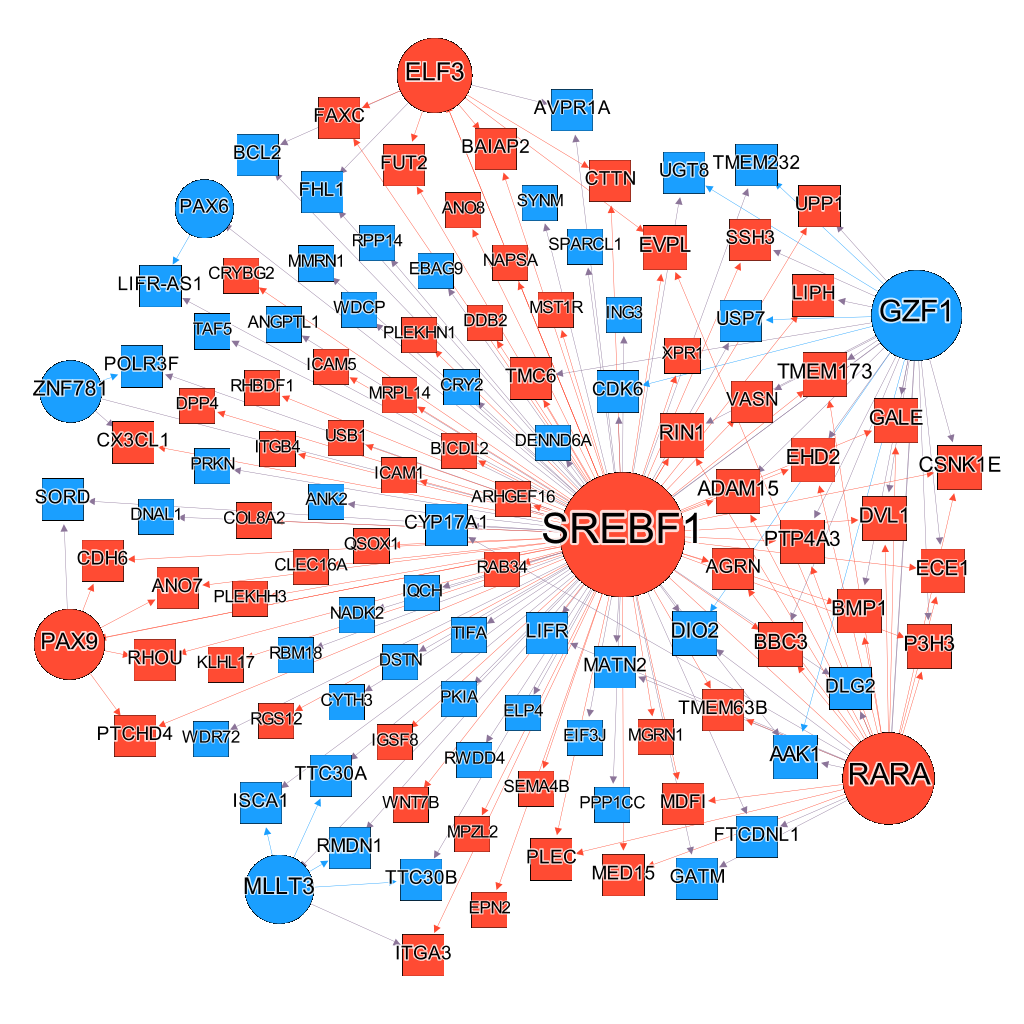 ELF3
FAXC
AVPR1A
BCL2
BAIAP2
FUT2
CTTN
UGT8
TMEM232
FHL1
PAX6
ANO8
SYNM
UPP1
RPP14
SPARCL1
EVPL
SSH3
MMRN1
EBAG9
NAPSA
CRYBG2
LIFR-AS1
LIPH
WDCP
MST1R
ING3
USP7
GZF1
TAF5
ANGPTL1
PLEKHN1
DDB2
POLR3F
ICAM5
XPR1
ZNF781
RHBDF1
MRPL14
CRY2
TMC6
CDK6
TMEM173
DPP4
VASN
GALE
CX3CL1
USB1
ITGB4
BICDL2
DENND6A
RIN1
PRKN
ICAM1
EHD2
CSNK1E
SORD
DNAL1
ANK2
ARHGEF16
ADAM15
COL8A2
CYP17A1
SREBF1
DVL1
PTP4A3
QSOX1
CDH6
CLEC16A
RAB34
AGRN
ECE1
ANO7
PLEKHH3
IQCH
BMP1
NADK2
PAX9
TIFA
LIFR
DIO2
BBC3
P3H3
RHOU
KLHL17
RBM18
DSTN
MATN2
CYTH3
PKIA
DLG2
PTCHD4
WDR72
RGS12
ELP4
TMEM63B
IGSF8
EIF3J
MGRN1
RWDD4
AAK1
TTC30A
RARA
ISCA1
WNT7B
SEMA4B
PPP1CC
MDFI
MPZL2
FTCDNL1
RMDN1
PLEC
MLLT3
TTC30B
MED15
GATM
EPN2
ITGA3